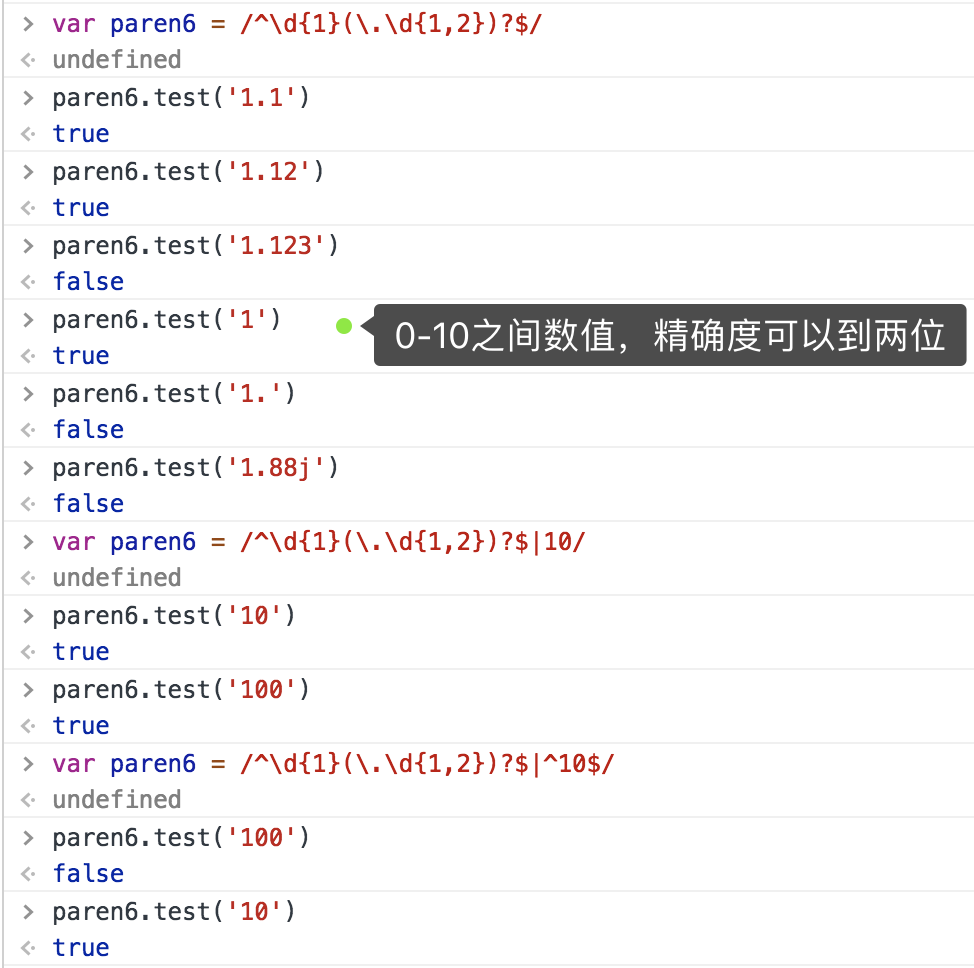 > var paren6 = /^\d{1}(\.\d{1,2})?$/
undefined
> paren6.test('1.1')
true
> paren6.test('1.12')
true
> paren6.test('1.123')
false
> paren6.test('1')
0-10之间数值，精确度可以到两位
true
> paren6.test('1.')
false
> paren6.test('1.88j')
false
> var paren6 = /^\d{1}(\.\d{1,2})?$|10/
undefined
> paren6.test('10')
true
> paren6.test('100')
true
> var paren6 = /^\d{1}(\.\d{1,2})?$|^10$/
undefined
> paren6.test('100')
false
> paren6.test('10')
true